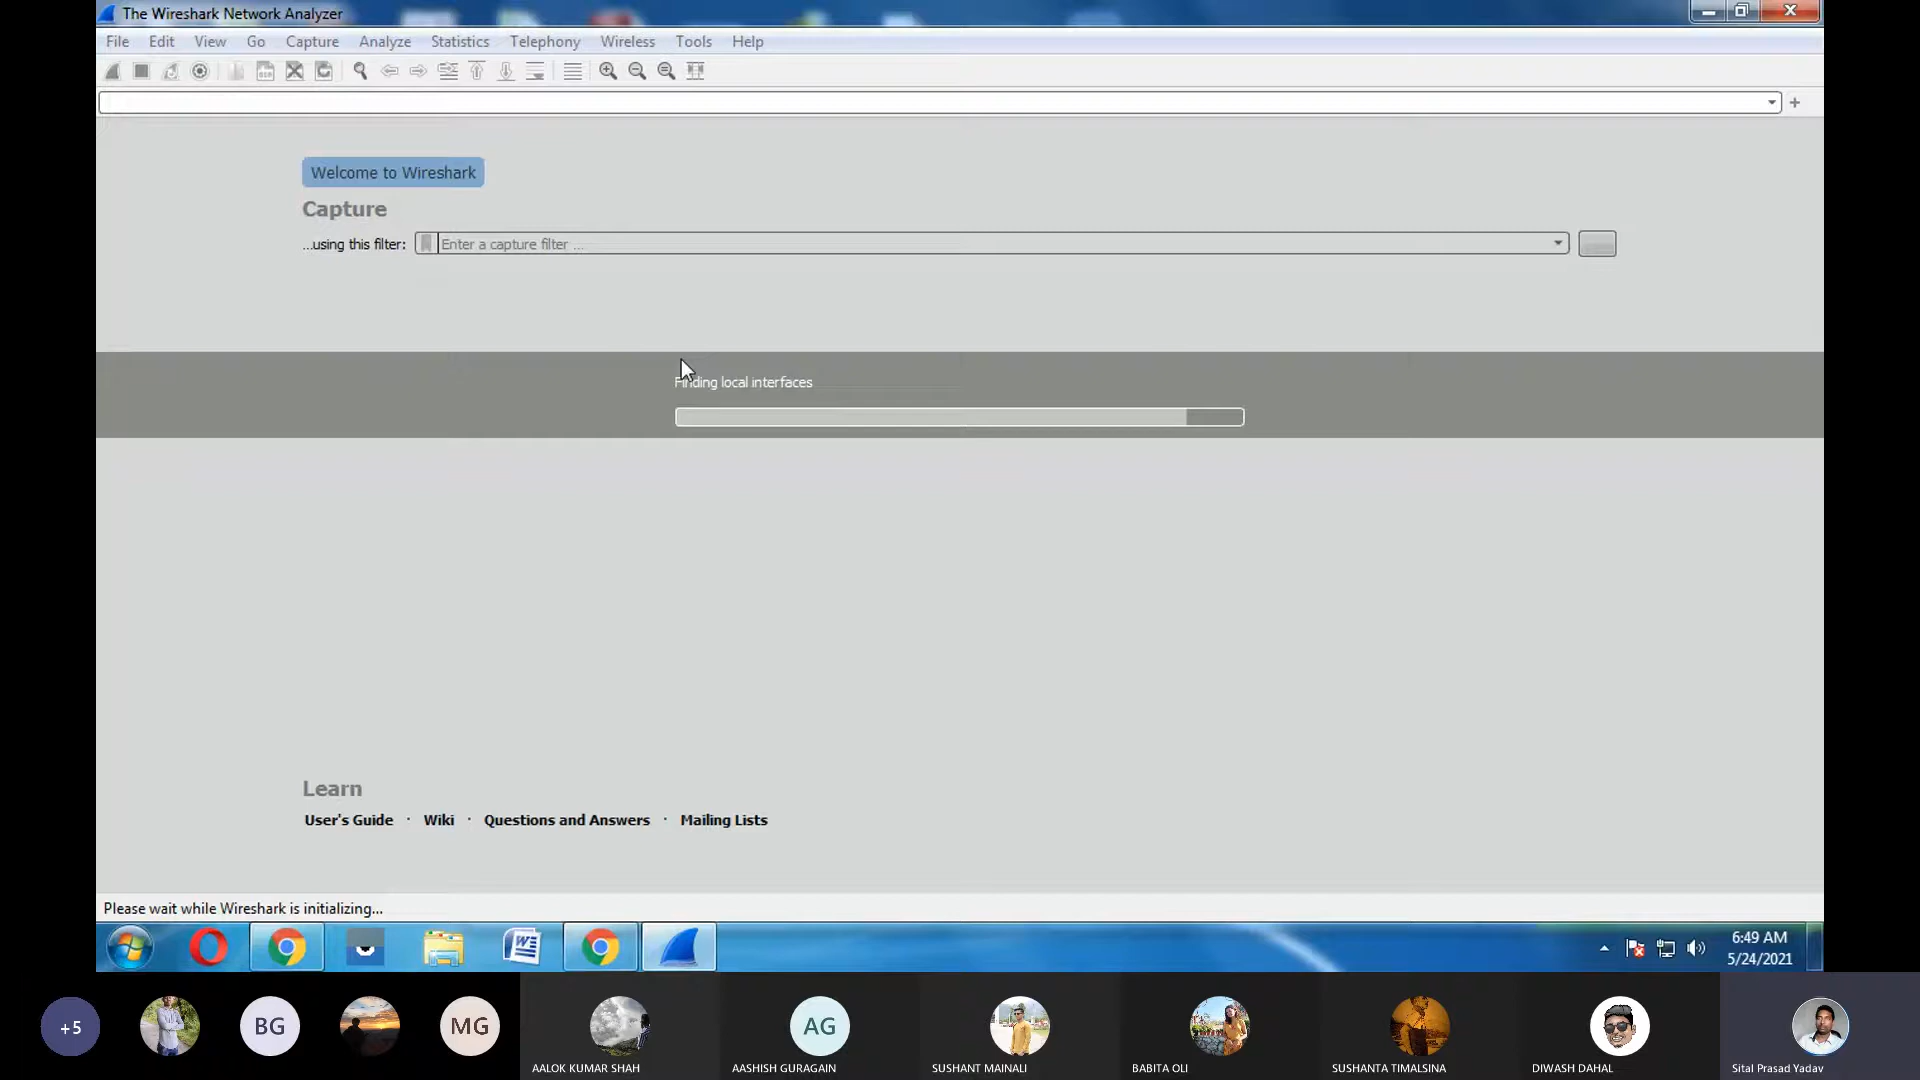 The Wireshark Network Analyzer
File Edit View Go Capture Analyze Statistics Telephony Wireless Tools Help
Welcome to Wireshark
Capture
...using this filter: Enter a capture filter ...
Finding local interfaces
Learn
User's Guide · Wiki · Questions and Answers · Mailing Lists
Please wait while Wireshark is initializing...
6:49 AM
5/24/2021
+5 BG MG AG
AALOK KUMAR SHAH AASHISH GURAGAIN SUSHANT MAINALI BABITA OLI SUSHANTA TIMALSINA DIWASH DAHAL Sital Prasad Yadav